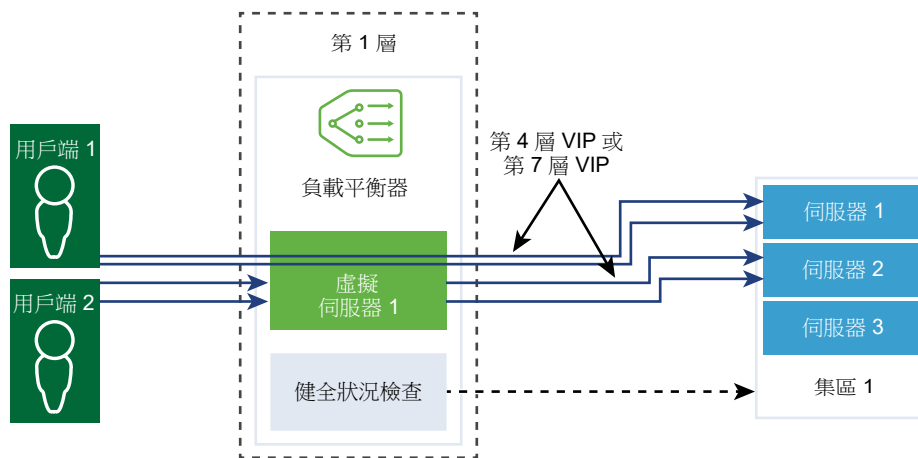 第 1 層
負載平衡器
用戶端 1
用戶端 2
虛擬
伺服器 1
健全狀況檢查
第 4 層 VIP 或
第 7 層 VIP
伺服器 1
伺服器 2
伺服器 3
集區 1